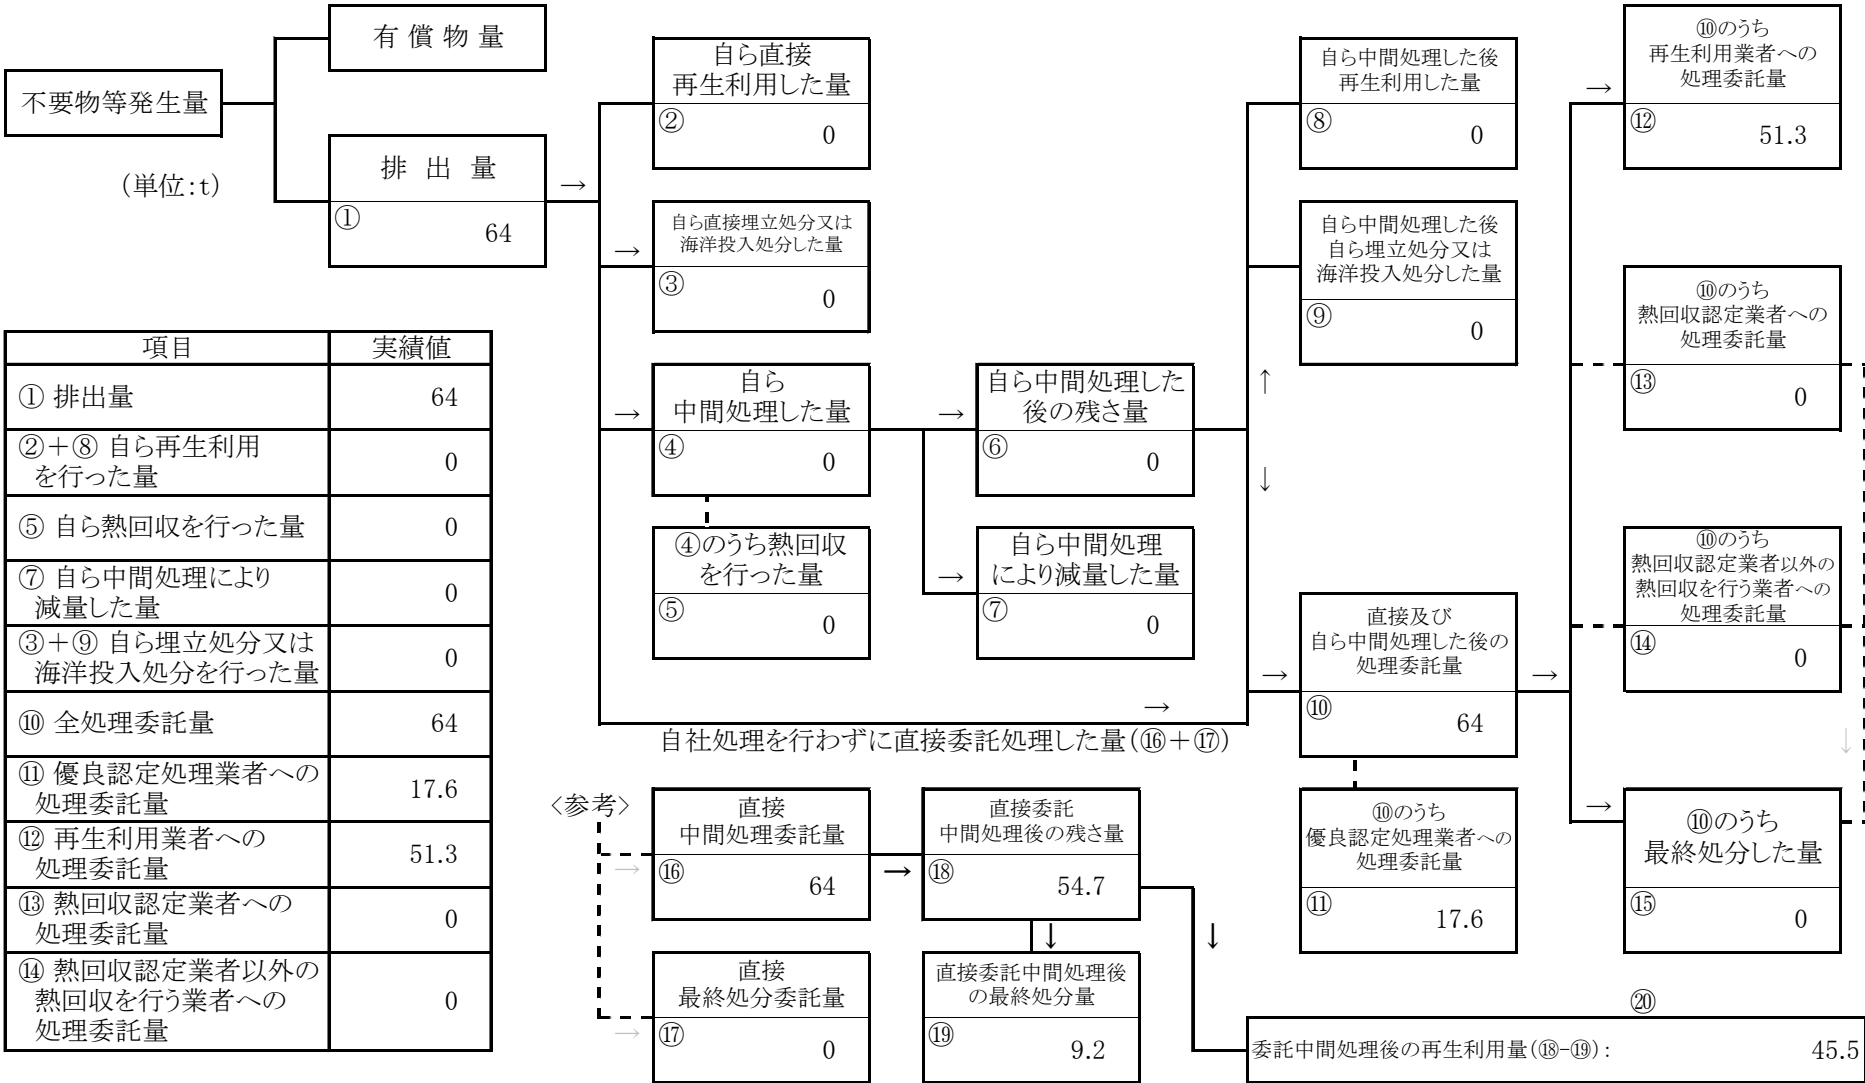 有 償 物 量
不要物等発生量
(単位:t)
排 出 量
①
64
→
自ら直接
再生利用した量
②
0
→
自ら直接埋立処分又は
海洋投入処分した量
③
0
→
自ら
中間処理した量
④
0
④のうち熱回収
を行った量
⑤
0
→
自ら中間処理した
後の残さ量
⑥
0
→
自ら中間処理
により減量した量
⑦
0
自ら中間処理した後
再生利用した量
⑧
0
自ら中間処理した後
自ら埋立処分又は
海洋投入処分した量
⑨
0
↑
↓
→
直接及び
自ら中間処理した後の
処理委託量
⑩
64
→
自社処理を行わずに直接委託処理した量(⑯+⑰)
→
⑩のうち
優良認定処理業者への
処理委託量
⑪
17.6
→
⑩のうち
再生利用業者への
処理委託量
⑫
51.3
⑩のうち
熱回収認定業者への
処理委託量
⑬
0
⑩のうち
熱回収認定業者以外の
熱回収を行う業者への
処理委託量
⑭
0
↓
→
⑩のうち
最終処分した量
⑮
0
項目 実績値
① 排出量 64
②+⑧ 自ら再生利用
を行った量 0
⑤ 自ら熱回収を行った量 0
⑦ 自ら中間処理により
減量した量 0
③+⑨ 自ら埋立処分又は
海洋投入処分を行った量 0
⑩ 全処理委託量 64
⑪ 優良認定処理業者への
処理委託量 17.6
⑫ 再生利用業者への
処理委託量 51.3
⑬ 熱回収認定業者への
処理委託量 0
⑭ 熱回収認定業者以外の
熱回収を行う業者への
処理委託量 0
<参考>
→
直接
中間処理委託量
⑯
64
→
直接
最終処分委託量
⑰
0
→
直接委託
中間処理後の残さ量
⑱
54.7
↓
直接委託中間処理後
の最終処分量
⑲
9.2
↓
⑳
委託中間処理後の再生利用量(⑱-⑲): 45.5